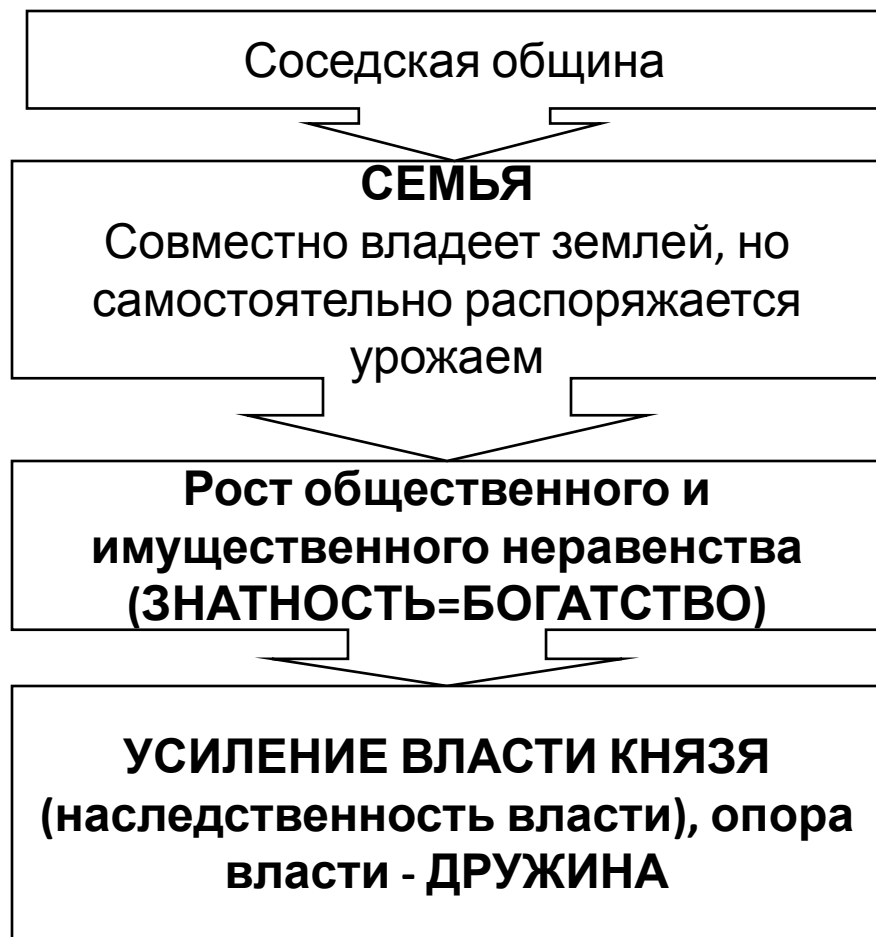 Соседская община
СЕМЬЯ
Совместно владеет землей, но
самостоятельно распоряжается
урожаем
Рост общественного и
имущественного неравенства
(ЗНАТНОСТЬ=БОГАТСТВО)
УСИЛЕНИЕ ВЛАСТИ КНЯЗЯ
(наследственность власти), опора
власти - ДРУЖИНА